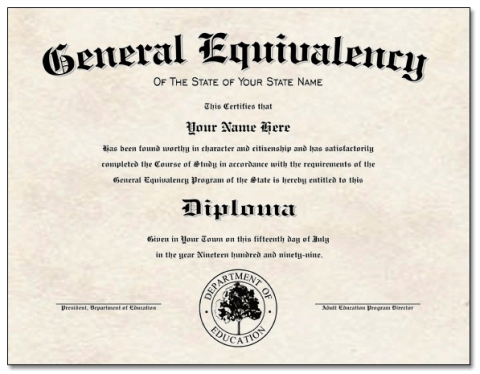 General Equivalency
OF THE STATE OF YOUR STATE NAME
This Certifies that
Your Name Here
Has been found worthy in character and citizenship and has satisfactorily
completed the Course of Study in accordance with the requirements of the
General Equivalency Program of the State is hereby entitled to this
Diploma
Given in Your Town on this fifteenth day of July
in the year Nineteen hundred and ninety-nine.
DEPARTMENT OF EDUCATION
President, Department of Education
Adult Education Program Director